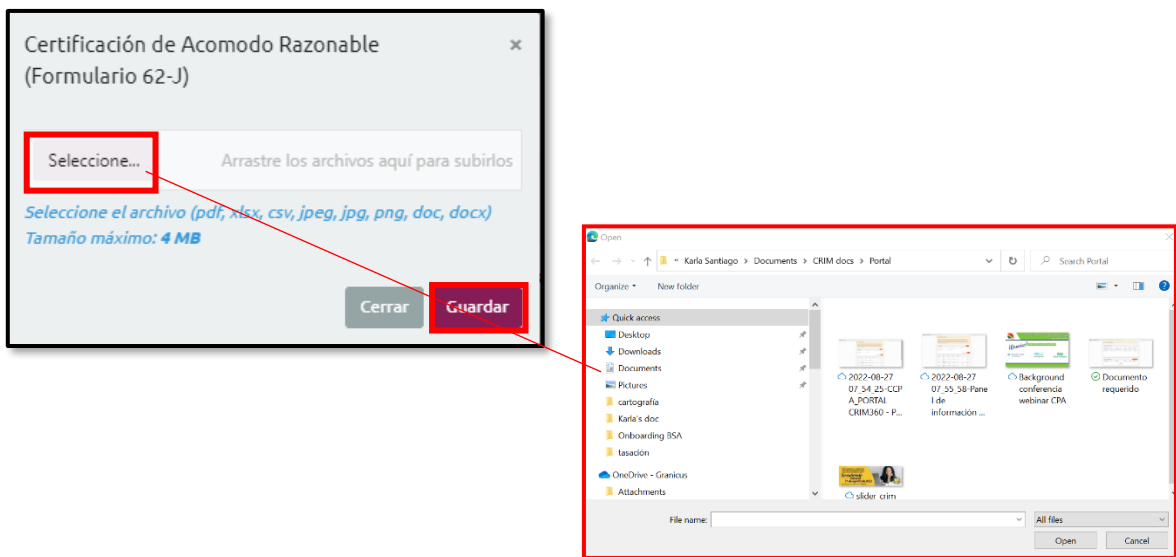 Certificación de Acomodo Razonable
(Formulario 62-J)
×
Seleccione...
Arrastre los archivos aquí para subirlos
Seleccione el archivo (pdf, xlsx, csv, jpeg, jpg, png, doc, docx)
Tamaño máximo: 4 MB
Cerrar
Guardar
Open
« Karla Santiago > Documents > CRIM docs > Portal
Search Portal
Organize
New folder
Quick access
Desktop
Downloads
Documents
Pictures
cartografía
Karla's doc
Onboarding BSA
tasación
OneDrive - Granicus
Attachments
2022-08-27
07_54_25-CCP
A_PORTAL
CRIM360 - P...
2022-08-27
07_55_58-Pane
l de
información ...
Background
conferencia
webinar CPA
Documento
requerido
slider crim
File name:
All files
Open
Cancel